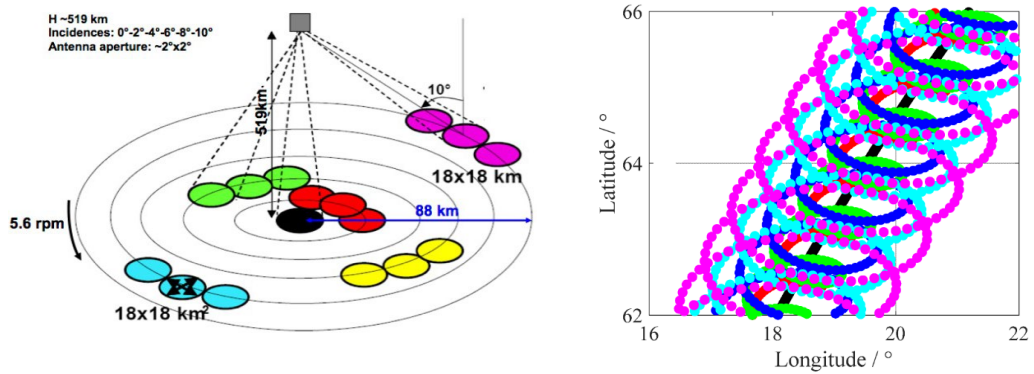 H ~519 km
Incidences: 0°-2°-4°-6°-8°-10°
Antenna aperture: ~2°x2°
519km
10°
18x18 km
88 km
5.6 rpm
18x18 km²
66
64
62
16
18
20
22
Latitude / °
Longitude / °